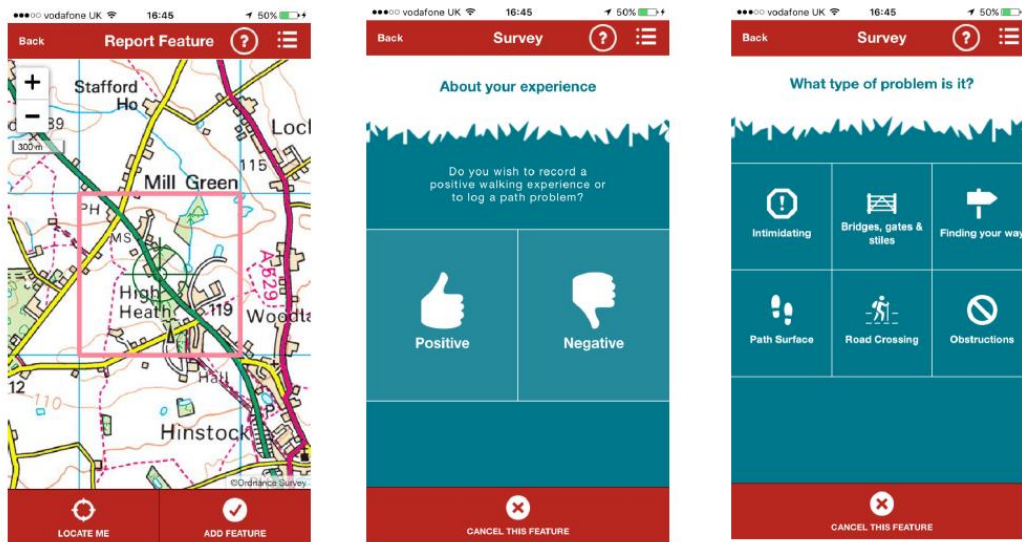 vodafone UK 16:45 50%
Back Report Feature ?
+
−
300 m
Stafford
Ho
89
Loc
115
Mill Green
PH
MS
A529
High
Heath
119
Woodla
12
110
Hall
Hinstock
©Ordnance Survey
LOCATE ME ADD FEATURE
vodafone UK 16:45 50%
Back Survey ?
About your experience
Do you wish to record a
positive walking experience or
to log a path problem?
Positive Negative
CANCEL THIS FEATURE
vodafone UK 16:45 50%
Back Survey ?
What type of problem is it?
Intimidating
Bridges, gates &
stiles
Finding your way
Path Surface Road Crossing Obstructions
CANCEL THIS FEATURE